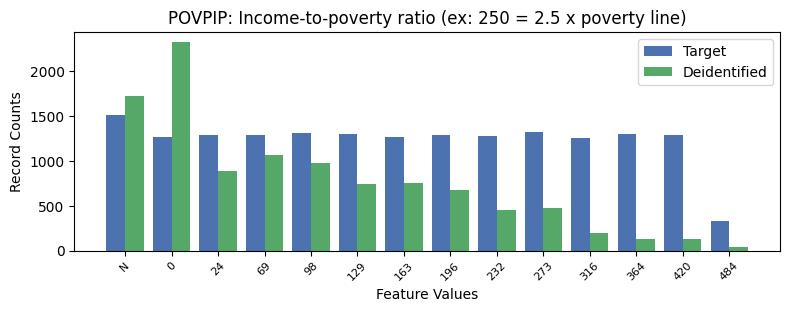 POVPIP: Income-to-poverty ratio (ex: 250 = 2.5 x poverty line)
Target
Deidentified
Record Counts
2000
1500
1000
500
0
N 0 24 69 98 129 163 196 232 273 316 364 420 484
Feature Values